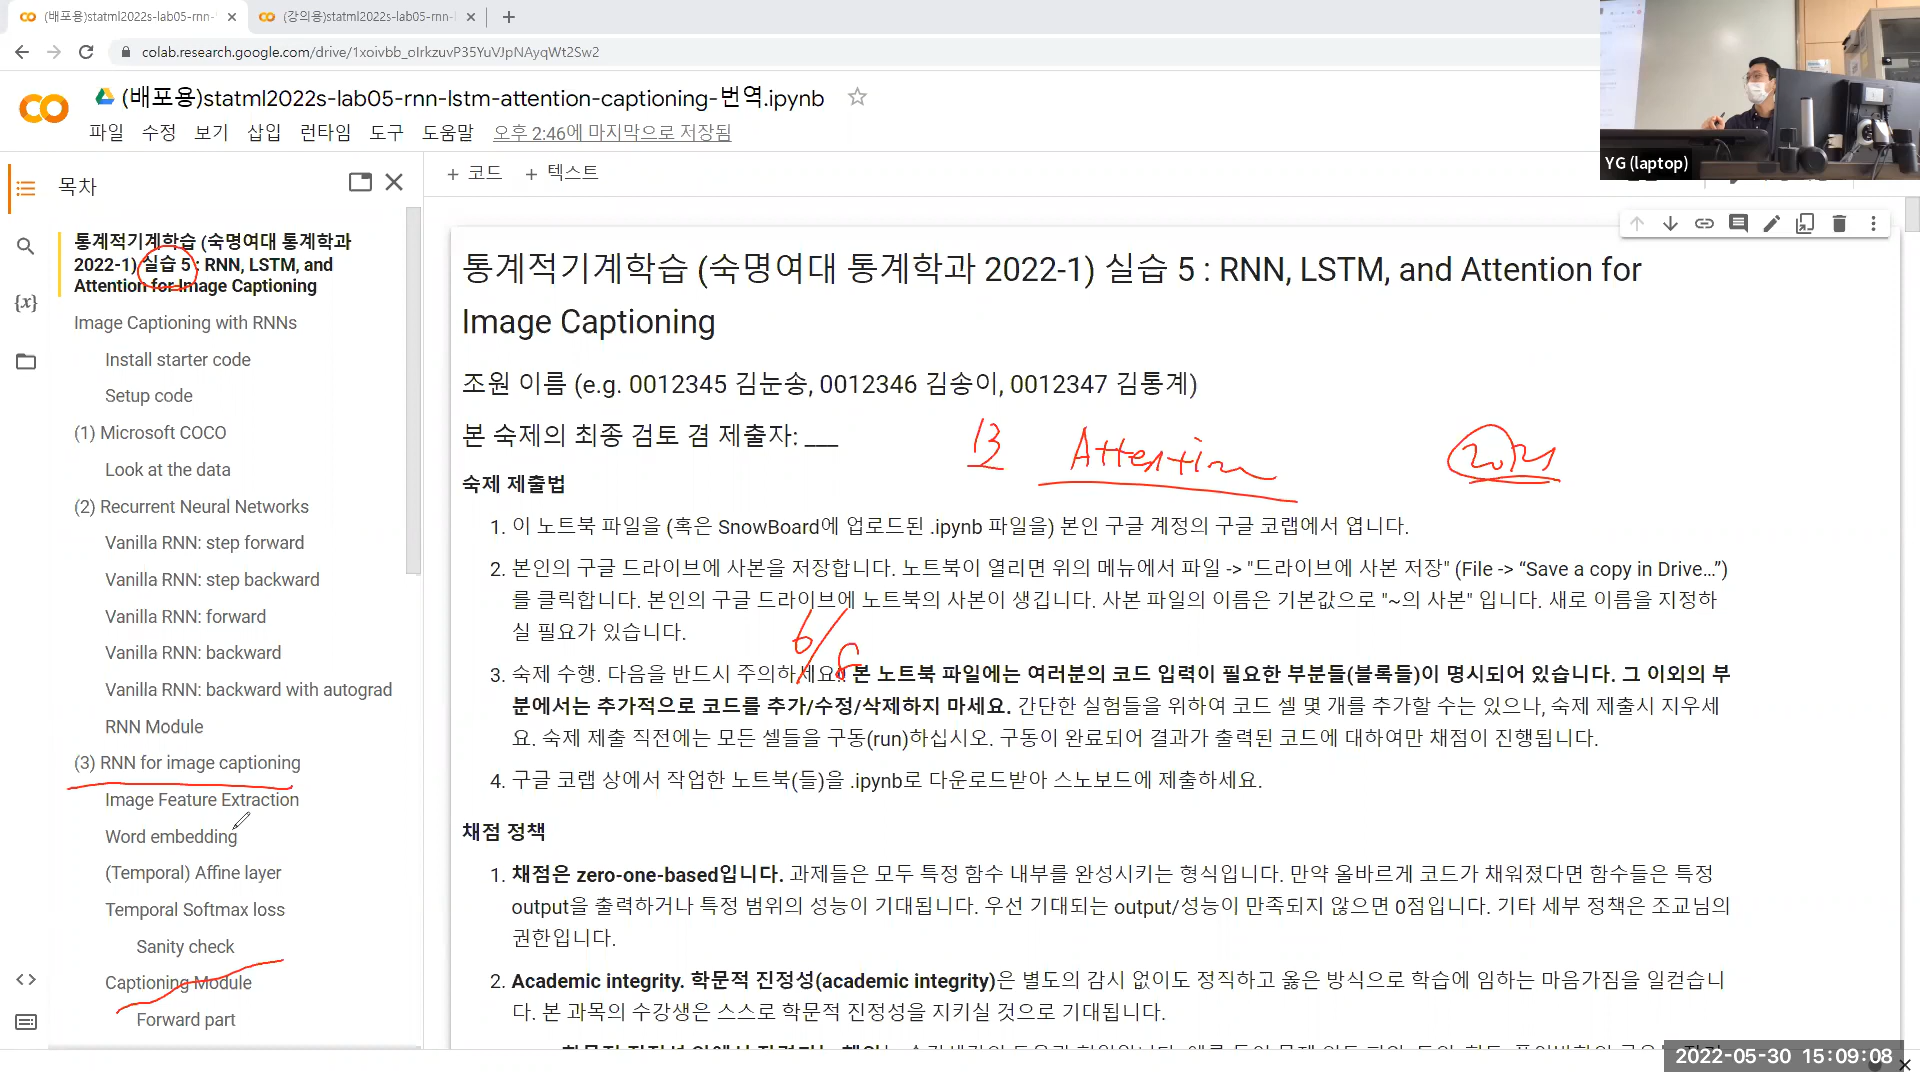 (배포용)statml2022s-lab05-rnn-
(강의용)statml2022s-lab05-rnn-l
colab.research.google.com/drive/1xoivbb_oIrkzuvP35YuVJpNAyqWt2Sw2
(배포용)statml2022s-lab05-rnn-lstm-attention-captioning-번역.ipynb
파일 수정 보기 삽입 런타임 도구 도움말 오후 2:46에 마지막으로 저장됨
YG (laptop)
목차
+ 코드 + 텍스트
통계적기계학습 (숙명여대 통계학과
2022-1) 실습 5 : RNN, LSTM, and
Attention for Image Captioning
Image Captioning with RNNs
Install starter code
Setup code
(1) Microsoft COCO
Look at the data
(2) Recurrent Neural Networks
Vanilla RNN: step forward
Vanilla RNN: step backward
Vanilla RNN: forward
Vanilla RNN: backward
Vanilla RNN: backward with autograd
RNN Module
(3) RNN for image captioning
Image Feature Extraction
Word embedding
(Temporal) Affine layer
Temporal Softmax loss
Sanity check
Captioning Module
Forward part
통계적기계학습 (숙명여대 통계학과 2022-1) 실습 5 : RNN, LSTM, and Attention for
Image Captioning
조원 이름 (e.g. 0012345 김눈송, 0012346 김송이, 0012347 김통계)
본 숙제의 최종 검토 겸 제출자: ___
13 Attention
숙제 제출법
1. 이 노트북 파일을 (혹은 SnowBoard에 업로드된 .ipynb 파일을) 본인 구글 계정의 구글 코랩에서 엽니다.
2. 본인의 구글 드라이브에 사본을 저장합니다. 노트북이 열리면 위의 메뉴에서 파일 -> "드라이브에 사본 저장" (File -> “Save a copy in Drive…”)
를 클릭합니다. 본인의 구글 드라이브에 노트북의 사본이 생깁니다. 사본 파일의 이름은 기본값으로 "~의 사본" 입니다. 새로 이름을 지정하
실 필요가 있습니다.
6/8
3. 숙제 수행. 다음을 반드시 주의하세요!! 본 노트북 파일에는 여러분의 코드 입력이 필요한 부분들(블록들)이 명시되어 있습니다. 그 이외의 부
분에서는 추가적으로 코드를 추가/수정/삭제하지 마세요. 간단한 실험들을 위하여 코드 셀 몇 개를 추가할 수는 있으나, 숙제 제출시 지우세
요. 숙제 제출 직전에는 모든 셀들을 구동(run)하십시오. 구동이 완료되어 결과가 출력된 코드에 대하여만 채점이 진행됩니다.
4. 구글 코랩 상에서 작업한 노트북(들)을 .ipynb로 다운로드받아 스노보드에 제출하세요.
채점 정책
1. 채점은 zero-one-based입니다. 과제들은 모두 특정 함수 내부를 완성시키는 형식입니다. 만약 올바르게 코드가 채워졌다면 함수들은 특정
output을 출력하거나 특정 범위의 성능이 기대됩니다. 우선 기대되는 output/성능이 만족되지 않으면 0점입니다. 기타 세부 정책은 조교님의
권한입니다.
2. Academic integrity. 학문적 진정성(academic integrity)은 별도의 감시 없이도 정직하고 옳은 방식으로 학습에 임하는 마음가짐을 일컫습니
다. 본 과목의 수강생은 스스로 학문적 진정성을 지키실 것으로 기대됩니다.
2022-05-30 15:09:08